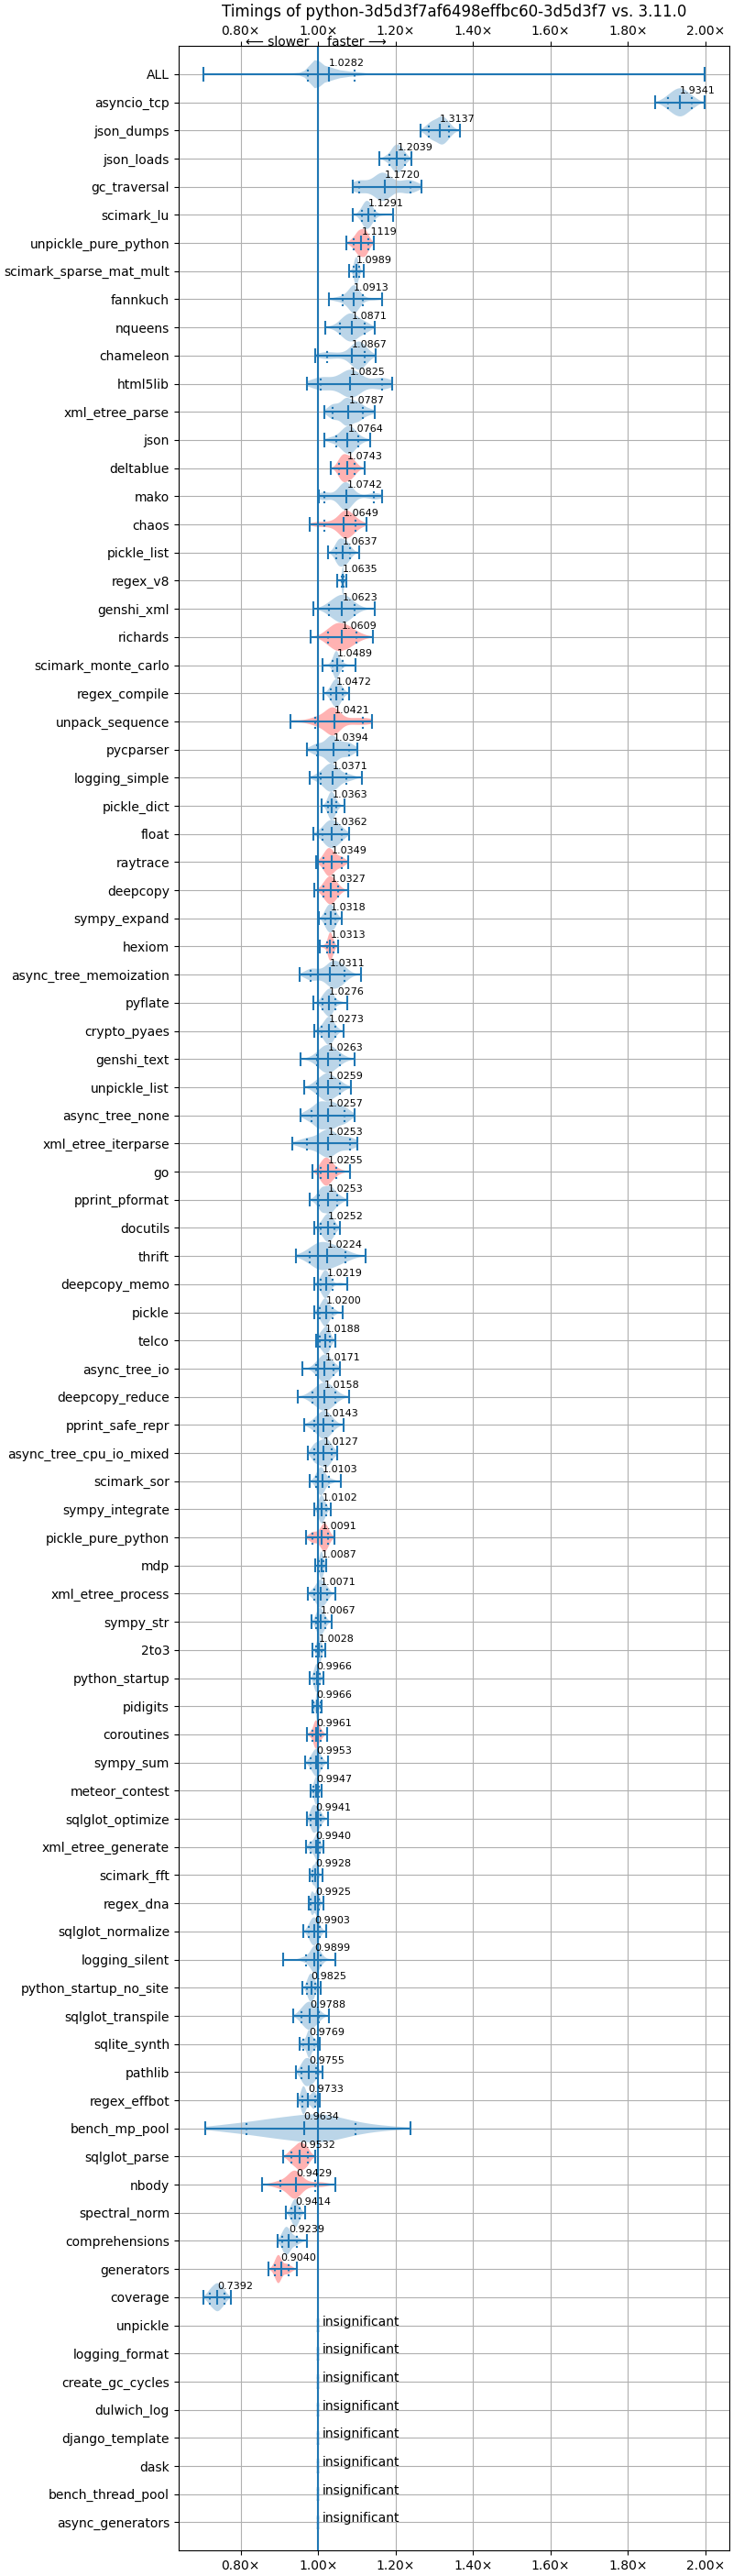 Timings of python-3d5d3f7af6498effbc60-3d5d3f7 vs. 3.11.0
0.80× 1.00× 1.20× 1.40× 1.60× 1.80× 2.00×
⟵ slower faster ⟶
ALL 1.0282
asyncio_tcp 1.9341
json_dumps 1.3137
json_loads 1.2039
gc_traversal 1.1720
scimark_lu 1.1291
unpickle_pure_python 1.1119
scimark_sparse_mat_mult 1.0989
fannkuch 1.0913
nqueens 1.0871
chameleon 1.0867
html5lib 1.0825
xml_etree_parse 1.0787
json 1.0764
deltablue 1.0743
mako 1.0742
chaos 1.0649
pickle_list 1.0637
regex_v8 1.0635
genshi_xml 1.0623
richards 1.0609
scimark_monte_carlo 1.0489
regex_compile 1.0472
unpack_sequence 1.0421
pycparser 1.0394
logging_simple 1.0371
pickle_dict 1.0363
float 1.0362
raytrace 1.0349
deepcopy 1.0327
sympy_expand 1.0318
hexiom 1.0313
async_tree_memoization 1.0311
pyflate 1.0276
crypto_pyaes 1.0273
genshi_text 1.0263
unpickle_list 1.0259
async_tree_none 1.0257
xml_etree_iterparse 1.0253
go 1.0255
pprint_pformat 1.0253
docutils 1.0252
thrift 1.0224
deepcopy_memo 1.0219
pickle 1.0200
telco 1.0188
async_tree_io 1.0171
deepcopy_reduce 1.0158
pprint_safe_repr 1.0143
async_tree_cpu_io_mixed 1.0127
scimark_sor 1.0103
sympy_integrate 1.0102
pickle_pure_python 1.0091
mdp 1.0087
xml_etree_process 1.0071
sympy_str 1.0067
2to3 1.0028
python_startup 0.9966
pidigits 0.9966
coroutines 0.9961
sympy_sum 0.9953
meteor_contest 0.9947
sqlglot_optimize 0.9941
xml_etree_generate 0.9940
scimark_fft 0.9928
regex_dna 0.9925
sqlglot_normalize 0.9903
logging_silent 0.9899
python_startup_no_site 0.9825
sqlglot_transpile 0.9788
sqlite_synth 0.9769
pathlib 0.9755
regex_effbot 0.9733
bench_mp_pool 0.9634
sqlglot_parse 0.9532
nbody 0.9429
spectral_norm 0.9414
comprehensions 0.9239
generators 0.9040
coverage 0.7392
unpickle insignificant
logging_format insignificant
create_gc_cycles insignificant
dulwich_log insignificant
django_template insignificant
dask insignificant
bench_thread_pool insignificant
async_generators insignificant
0.80× 1.00× 1.20× 1.40× 1.60× 1.80× 2.00×